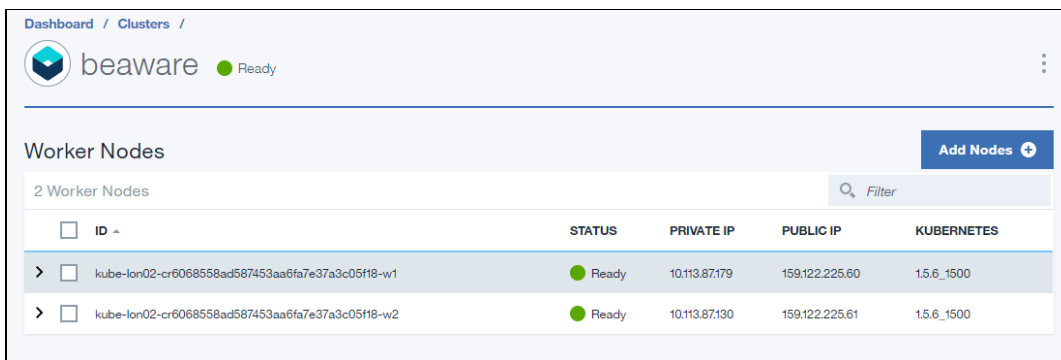 Dashboard / Clusters /
beaware Ready
Worker Nodes
Add Nodes
2 Worker Nodes
Filter
ID STATUS PRIVATE IP PUBLIC IP KUBERNETES
kube-lon02-cr6068558ad587453aa6fa7e37a3c05f18-w1 Ready 10.113.87.179 159.122.225.60 1.5.6_1500
kube-lon02-cr6068558ad587453aa6fa7e37a3c05f18-w2 Ready 10.113.87.130 159.122.225.61 1.5.6_1500